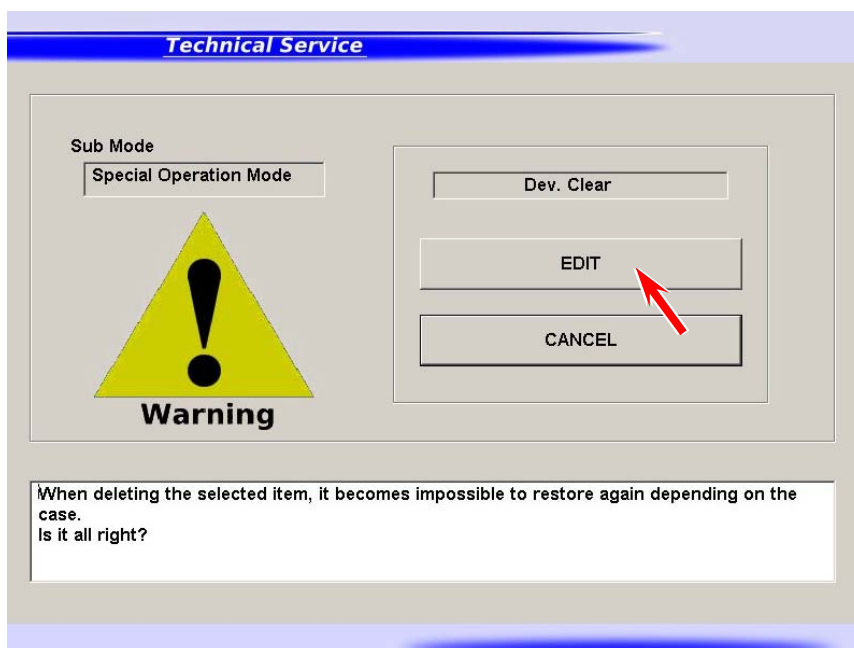 Technical Service
Sub Mode
Special Operation Mode
Dev. Clear
EDIT
CANCEL
Warning
When deleting the selected item, it becomes impossible to restore again depending on the
case.
Is it all right?